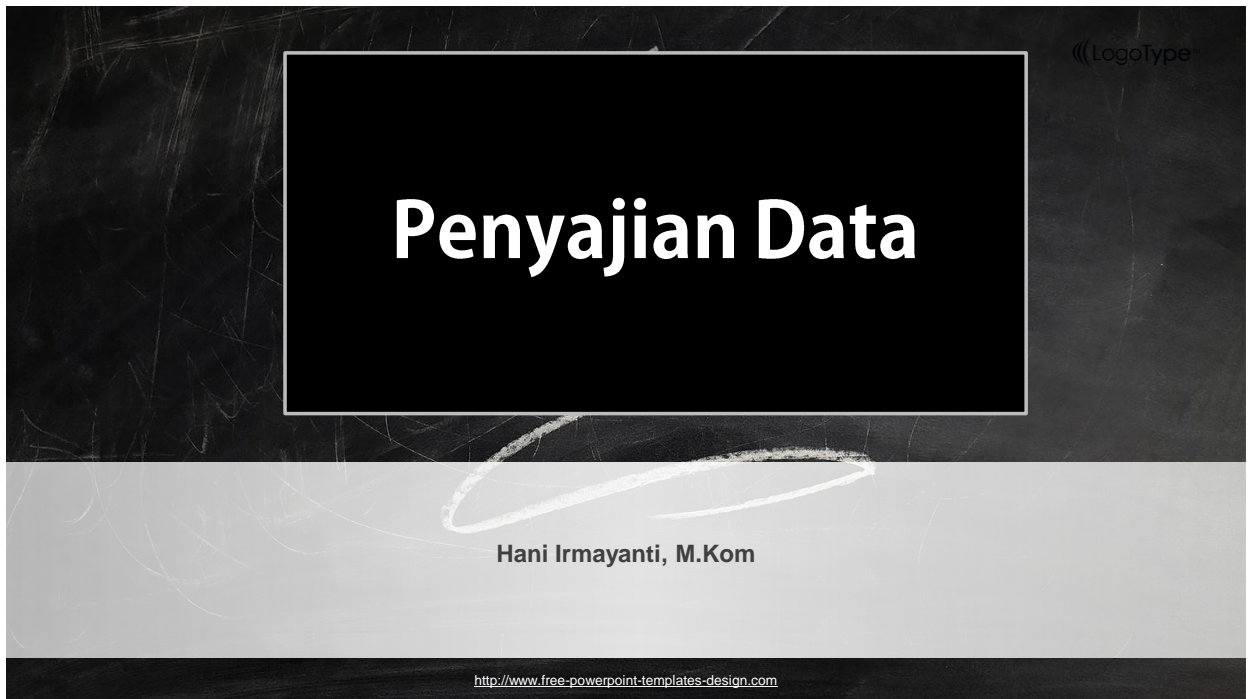 LogoType
Penyajian Data
Hani Irmayanti, M.Kom
http://www.free-powerpoint-templates-design.com